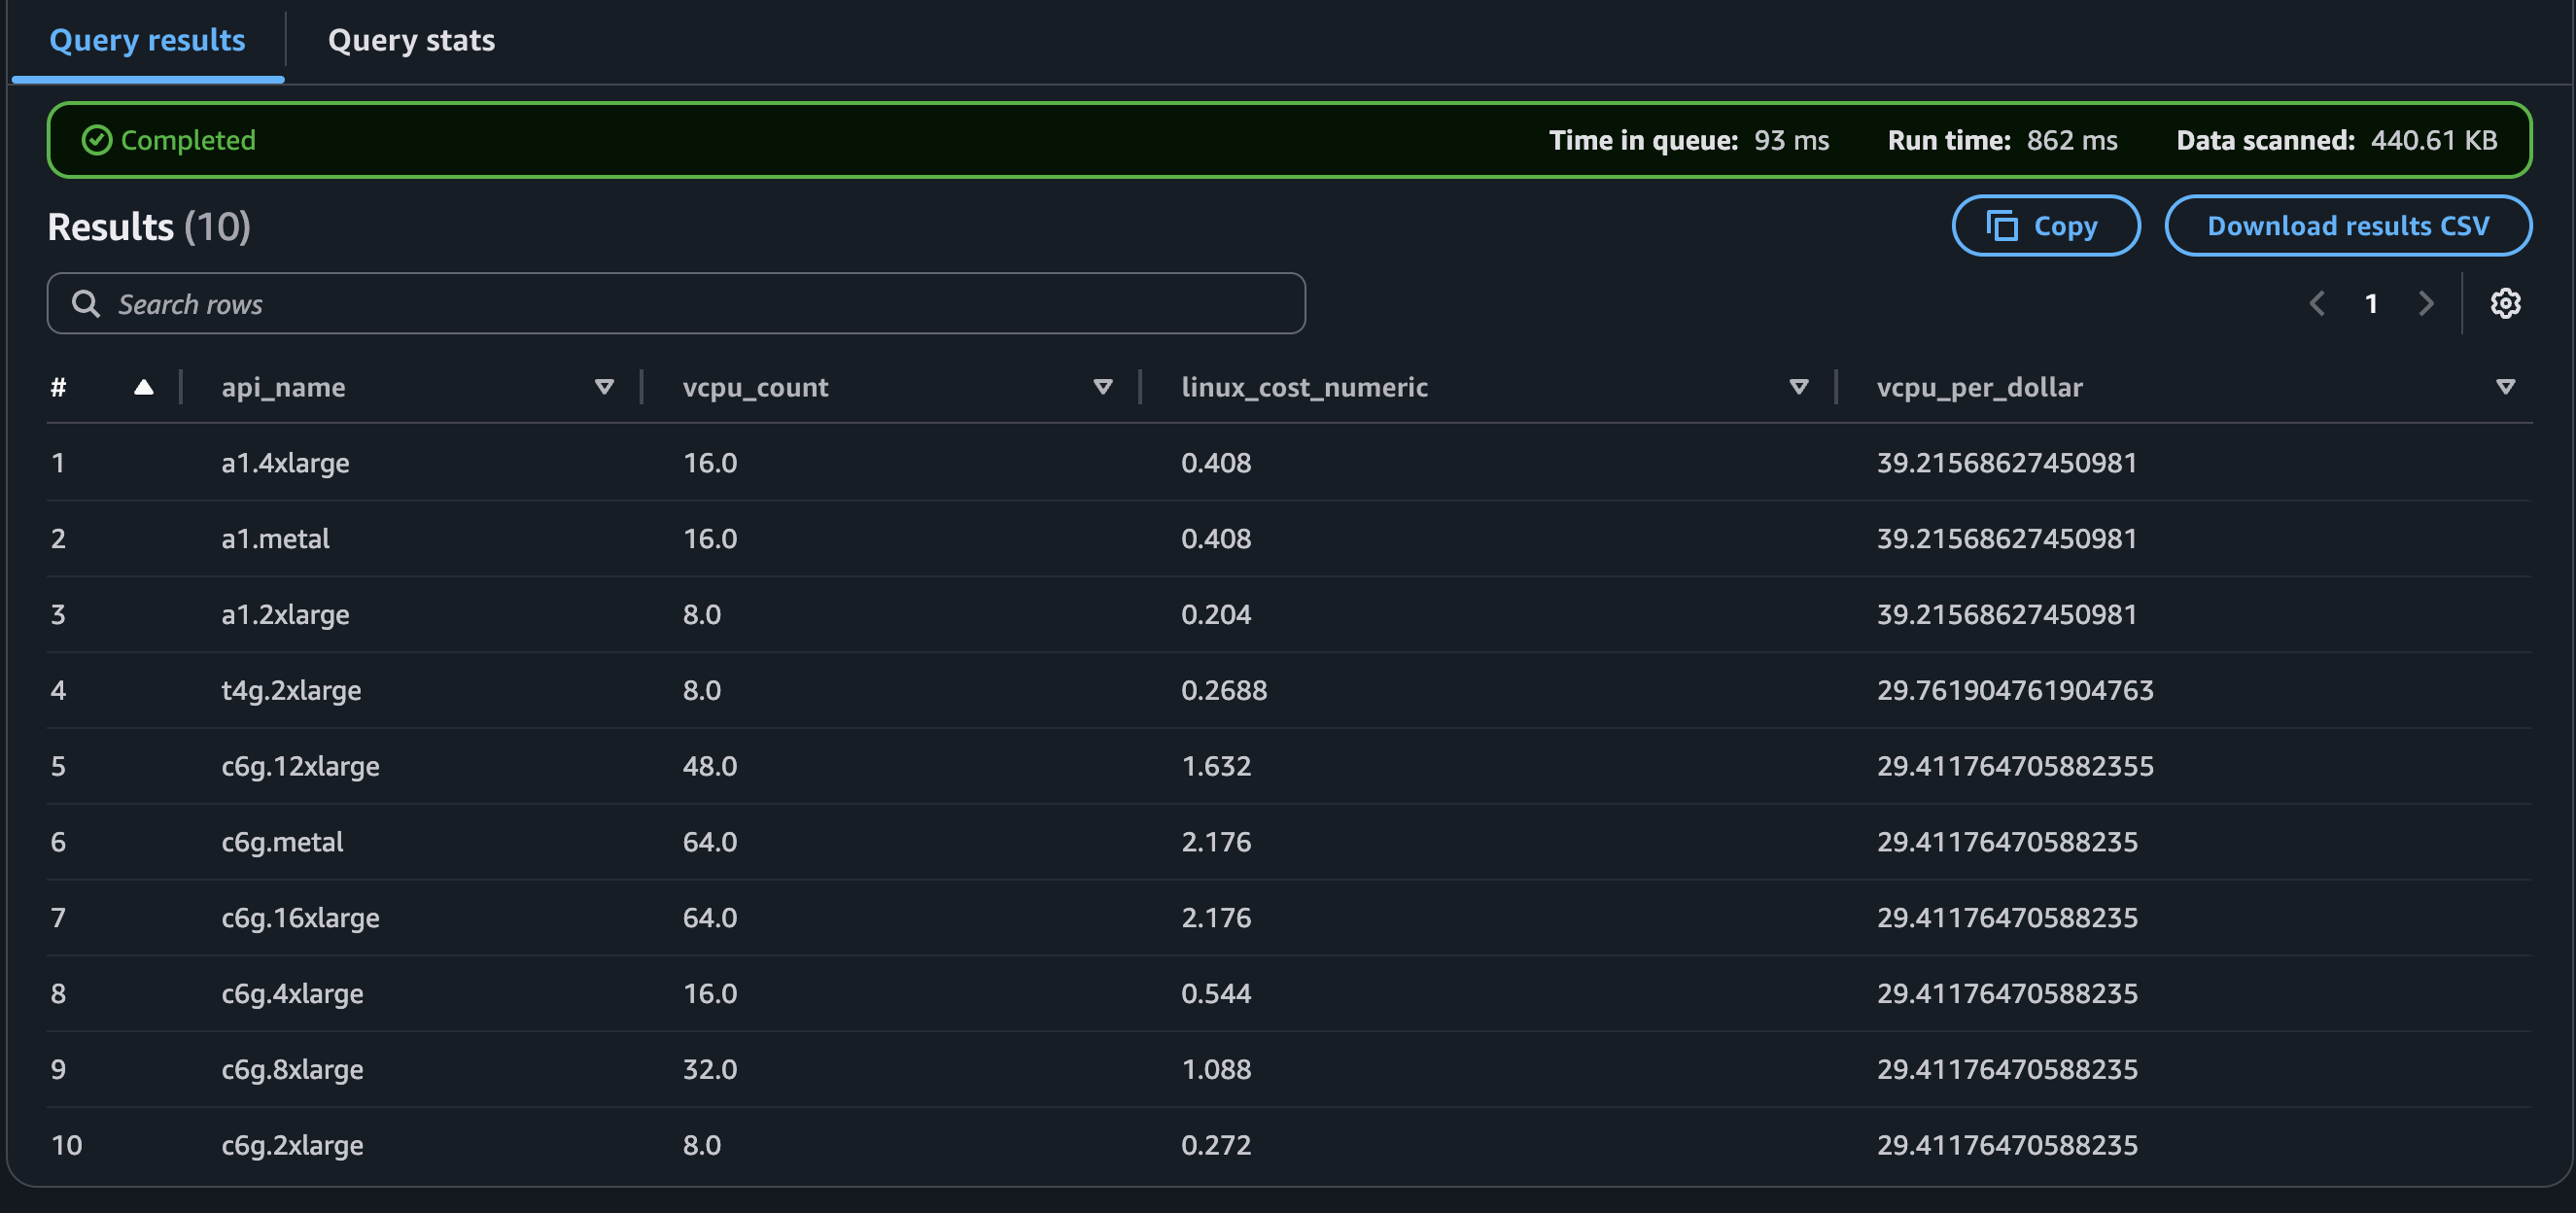 Query results Query stats
Completed Time in queue: 93 ms Run time: 862 ms Data scanned: 440.61 KB
Results (10) Copy Download results CSV
Search rows 1
# api_name vcpu_count linux_cost_numeric vcpu_per_dollar
1 a1.4xlarge 16.0 0.408 39.21568627450981
2 a1.metal 16.0 0.408 39.21568627450981
3 a1.2xlarge 8.0 0.204 39.21568627450981
4 t4g.2xlarge 8.0 0.2688 29.761904761904763
5 c6g.12xlarge 48.0 1.632 29.411764705882355
6 c6g.metal 64.0 2.176 29.41176470588235
7 c6g.16xlarge 64.0 2.176 29.41176470588235
8 c6g.4xlarge 16.0 0.544 29.41176470588235
9 c6g.8xlarge 32.0 1.088 29.41176470588235
10 c6g.2xlarge 8.0 0.272 29.41176470588235